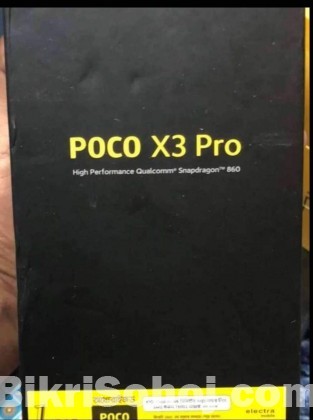 POCO X3 Pro
High Performance Qualcomm® Snapdragon™ 860
BikriSohoj.com
POCO
electra